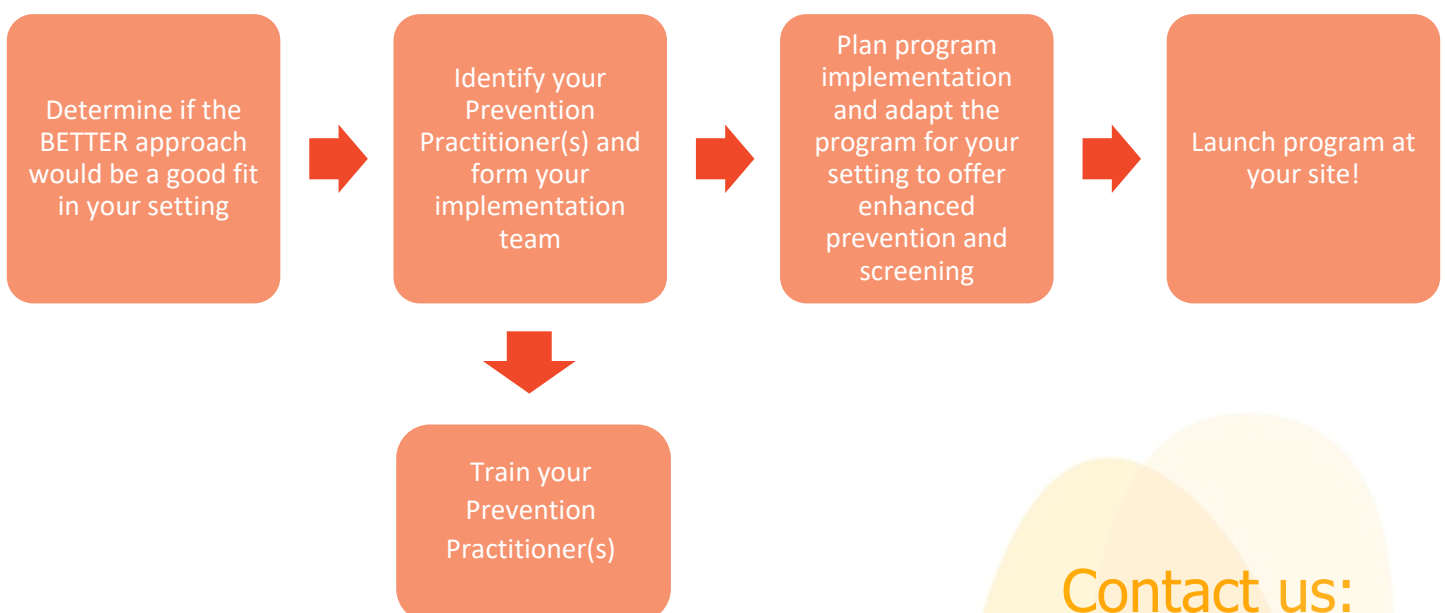 Determine if the
BETTER approach
would be a good fit
in your setting
Identify your
Prevention
Practitioner(s) and
form your
implementation
team
Plan program
implementation
and adapt the
program for your
setting to offer
enhanced
prevention and
screening
Launch program at
your site!
Train your
Prevention
Practitioner(s)
Contact us: